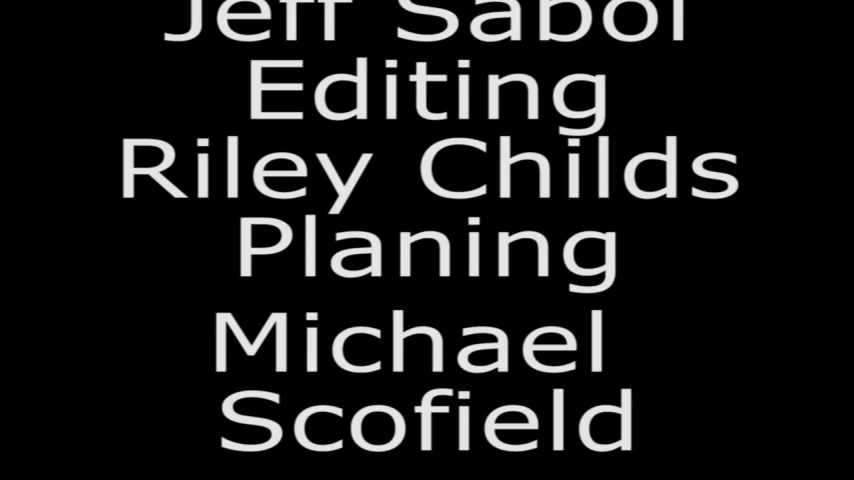 Jeff Sabol
Editing
Riley Childs
Planing
Michael
Scofield